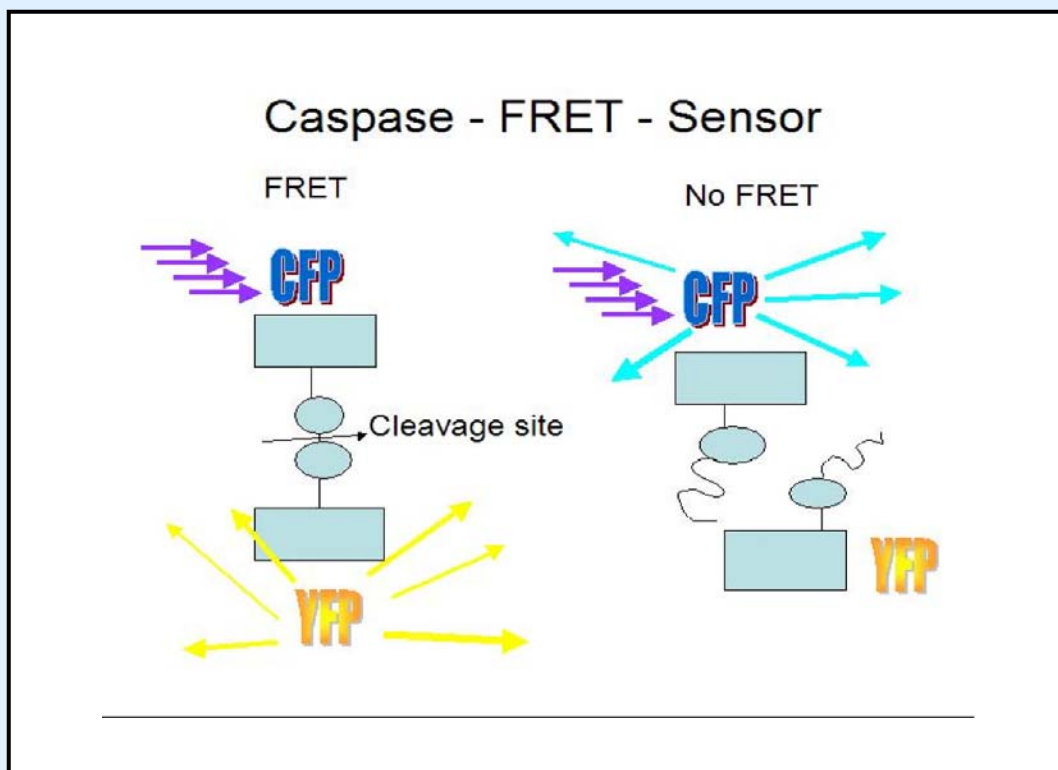 Caspase - FRET - Sensor
FRET
No FRET
CFP
CFP
Cleavage site
YFP
YFP